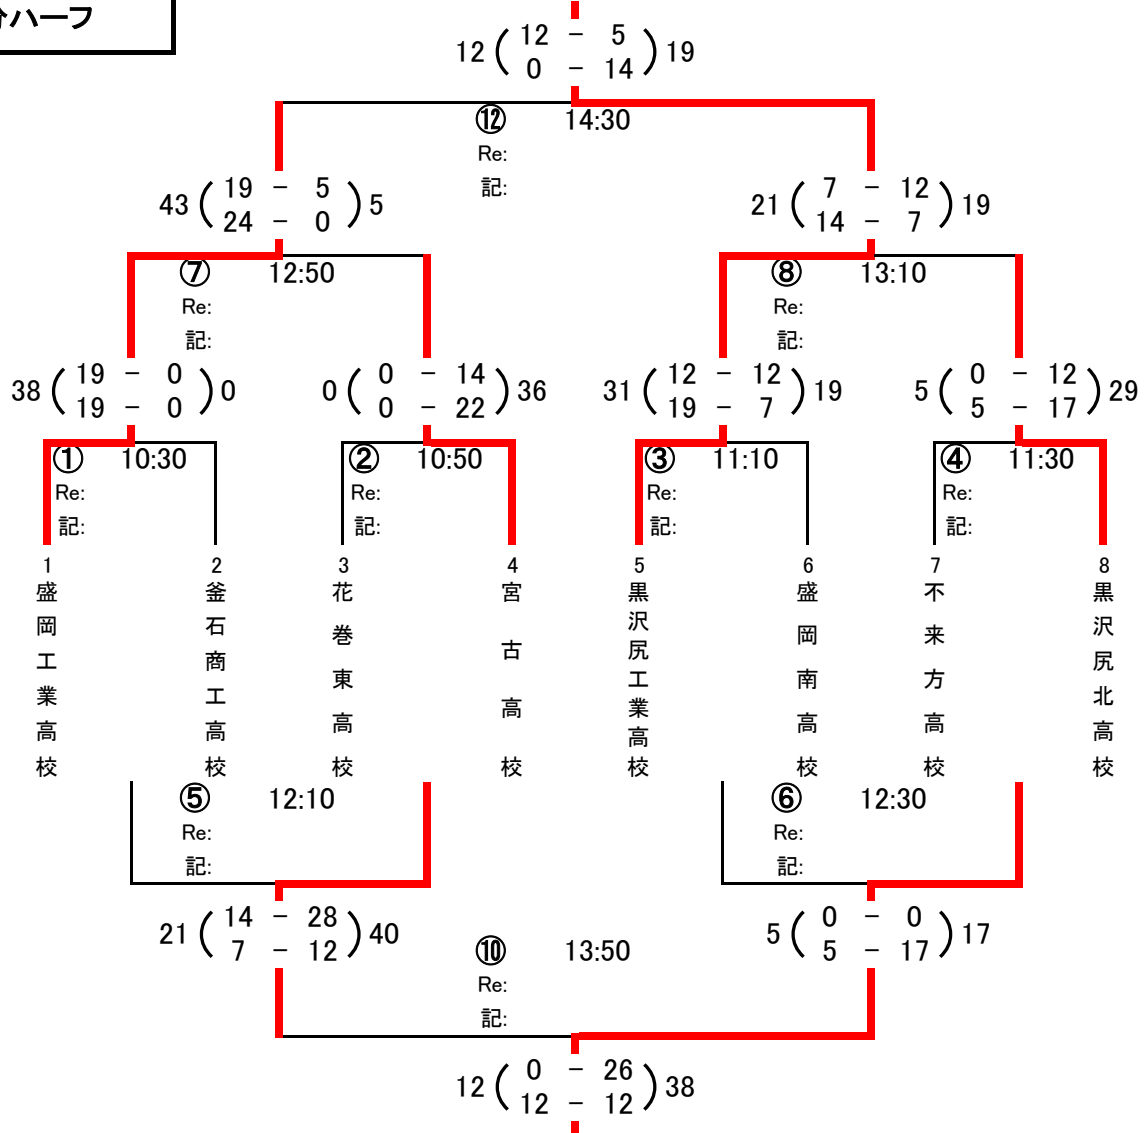 分ハーフ
12 ( 12 － 5 ) 19
0 － 14
⑫ 14:30
Re:
記:
43 ( 19 － 5 ) 5
24 － 0
21 ( 7 － 12 ) 19
14 － 7
⑦ 12:50
Re:
記:
⑧ 13:10
Re:
記:
38 ( 19 － 0 ) 0
19 － 0
0 ( 0 － 14 ) 36
0 － 22
31 ( 12 － 12 ) 19
19 － 7
5 ( 0 － 12 ) 29
5 － 17
① 10:30
Re:
記:
② 10:50
Re:
記:
③ 11:10
Re:
記:
④ 11:30
Re:
記:
1
盛岡工業高校
2
釜石商工高校
3
花巻東高校
4
宮古高校
5
黒沢尻工業高校
6
盛岡南高校
7
不来方高校
8
黒沢尻北高校
⑤ 12:10
Re:
記:
⑥ 12:30
Re:
記:
21 ( 14 － 28 ) 40
7 － 12
5 ( 0 － 0 ) 17
5 － 17
⑩ 13:50
Re:
記:
12 ( 0 － 26 ) 38
12 － 12